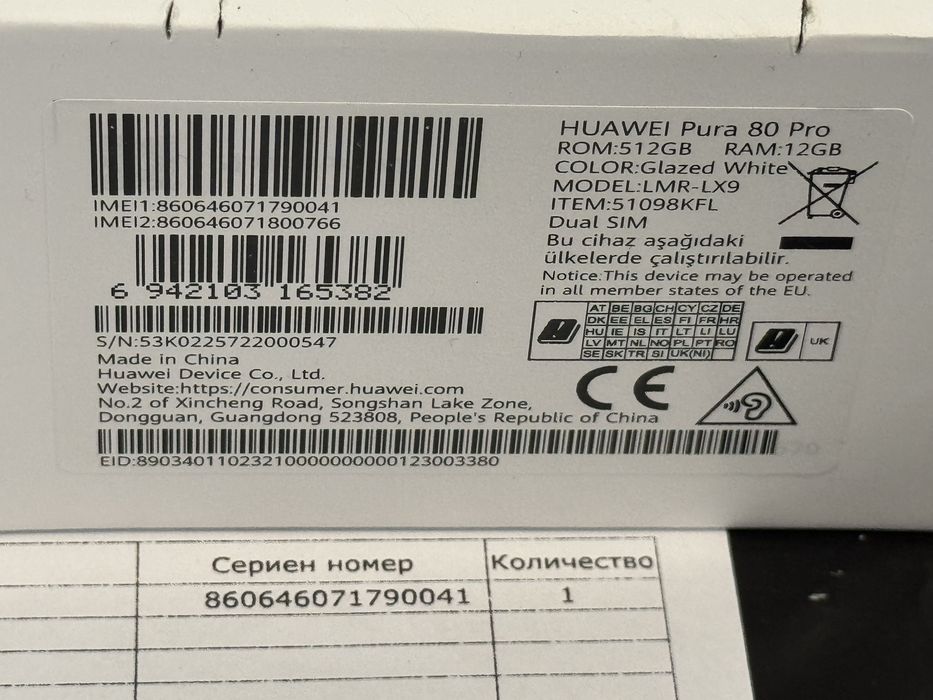 HUAWEI Pura 80 Pro
ROM:512GB RAM:12GB
COLOR:Glazed White
MODEL:LMR-LX9
ITEM:51098KFL
Dual SIM
Bu cihaz aşağıdaki
ülkelerde çalıştırılabilir.
Notice:This device may be operated
in all member states of the EU.
AT BE BG CH CY CZ DE
DK EE EL ES FI FR HR
HU IE IS IT LT LI LU
LV MT NL NO PL PT RO
SE SK TR SI UK(NI)
UK
CE
IMEI1:860646071790041
IMEI2:860646071800766
6 942103 165382
S/N:53K0225722000547
Made in China
Huawei Device Co., Ltd.
Website:https://consumer.huawei.com
No.2 of Xincheng Road, Songshan Lake Zone,
Dongguan, Guangdong 523808, People's Republic of China
EID:89034011023210000000000123003380
Сериен номер Количество
860646071790041 1